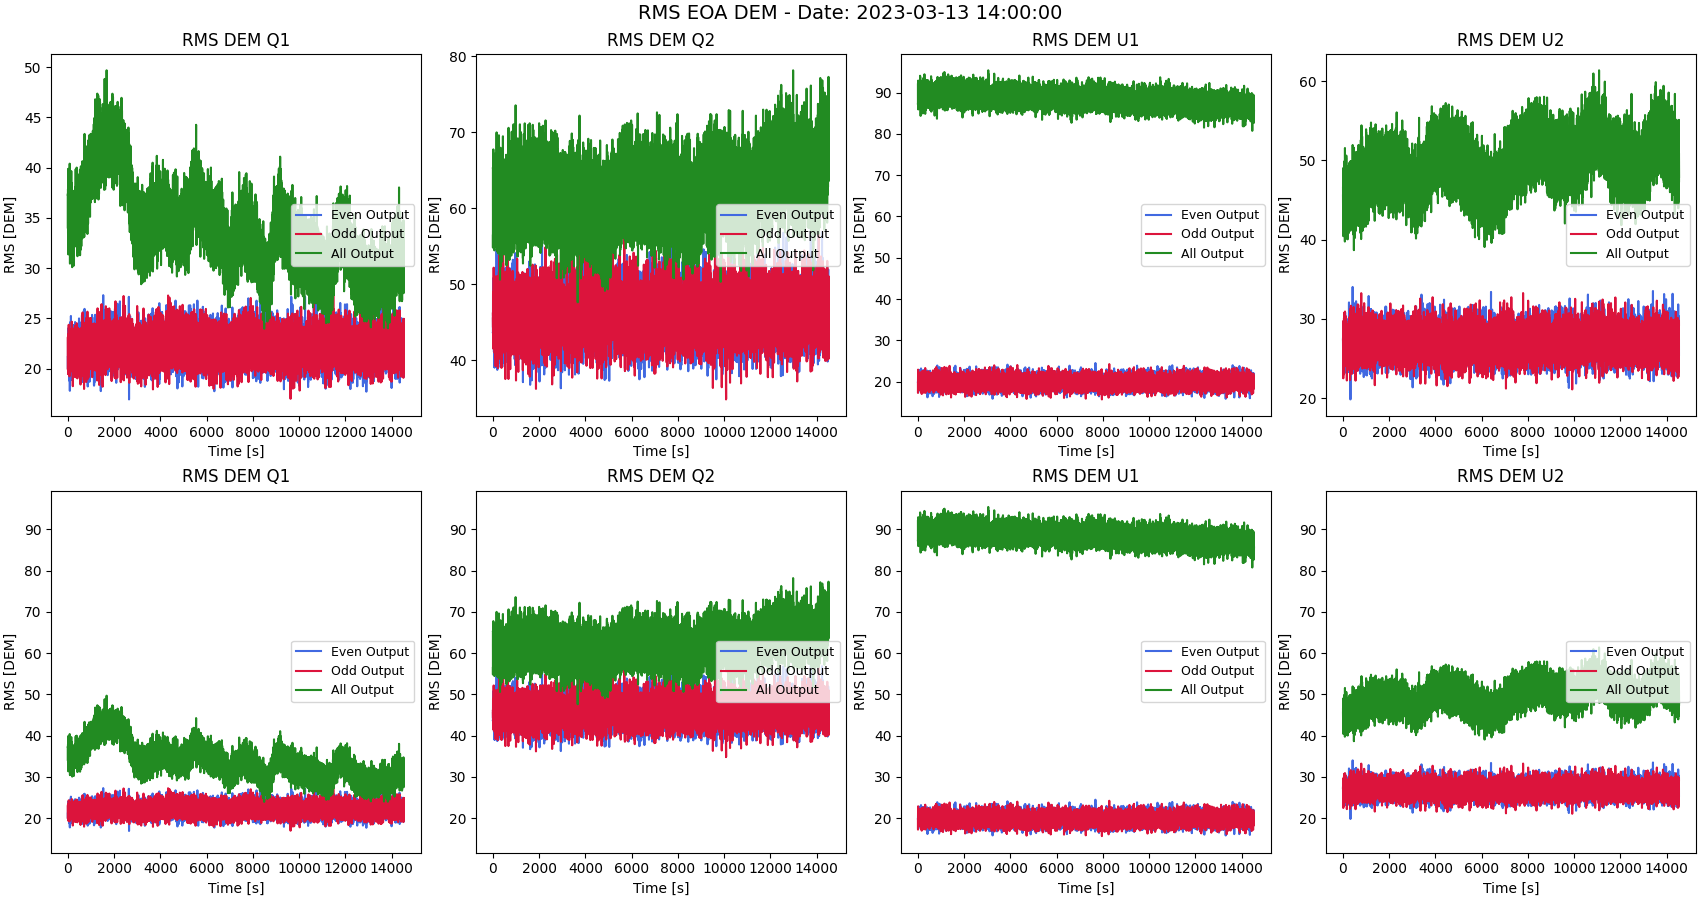 RMS EOA DEM - Date: 2023-03-13 14:00:00
RMS DEM Q1
RMS [DEM]
50
45
40
35
30
25
20
Even Output
Odd Output
All Output
0 2000 4000 6000 8000 10000 12000 14000
Time [s]
RMS DEM Q2
RMS [DEM]
80
70
60
50
40
Even Output
Odd Output
All Output
0 2000 4000 6000 8000 10000 12000 14000
Time [s]
RMS DEM U1
RMS [DEM]
90
80
70
60
50
40
30
20
Even Output
Odd Output
All Output
0 2000 4000 6000 8000 10000 12000 14000
Time [s]
RMS DEM U2
RMS [DEM]
60
50
40
30
20
Even Output
Odd Output
All Output
0 2000 4000 6000 8000 10000 12000 14000
Time [s]
RMS DEM Q1
RMS [DEM]
90
80
70
60
50
40
30
20
Even Output
Odd Output
All Output
0 2000 4000 6000 8000 10000 12000 14000
Time [s]
RMS DEM Q2
RMS [DEM]
90
80
70
60
50
40
30
20
Even Output
Odd Output
All Output
0 2000 4000 6000 8000 10000 12000 14000
Time [s]
RMS DEM U1
RMS [DEM]
90
80
70
60
50
40
30
20
Even Output
Odd Output
All Output
0 2000 4000 6000 8000 10000 12000 14000
Time [s]
RMS DEM U2
RMS [DEM]
90
80
70
60
50
40
30
20
Even Output
Odd Output
All Output
0 2000 4000 6000 8000 10000 12000 14000
Time [s]